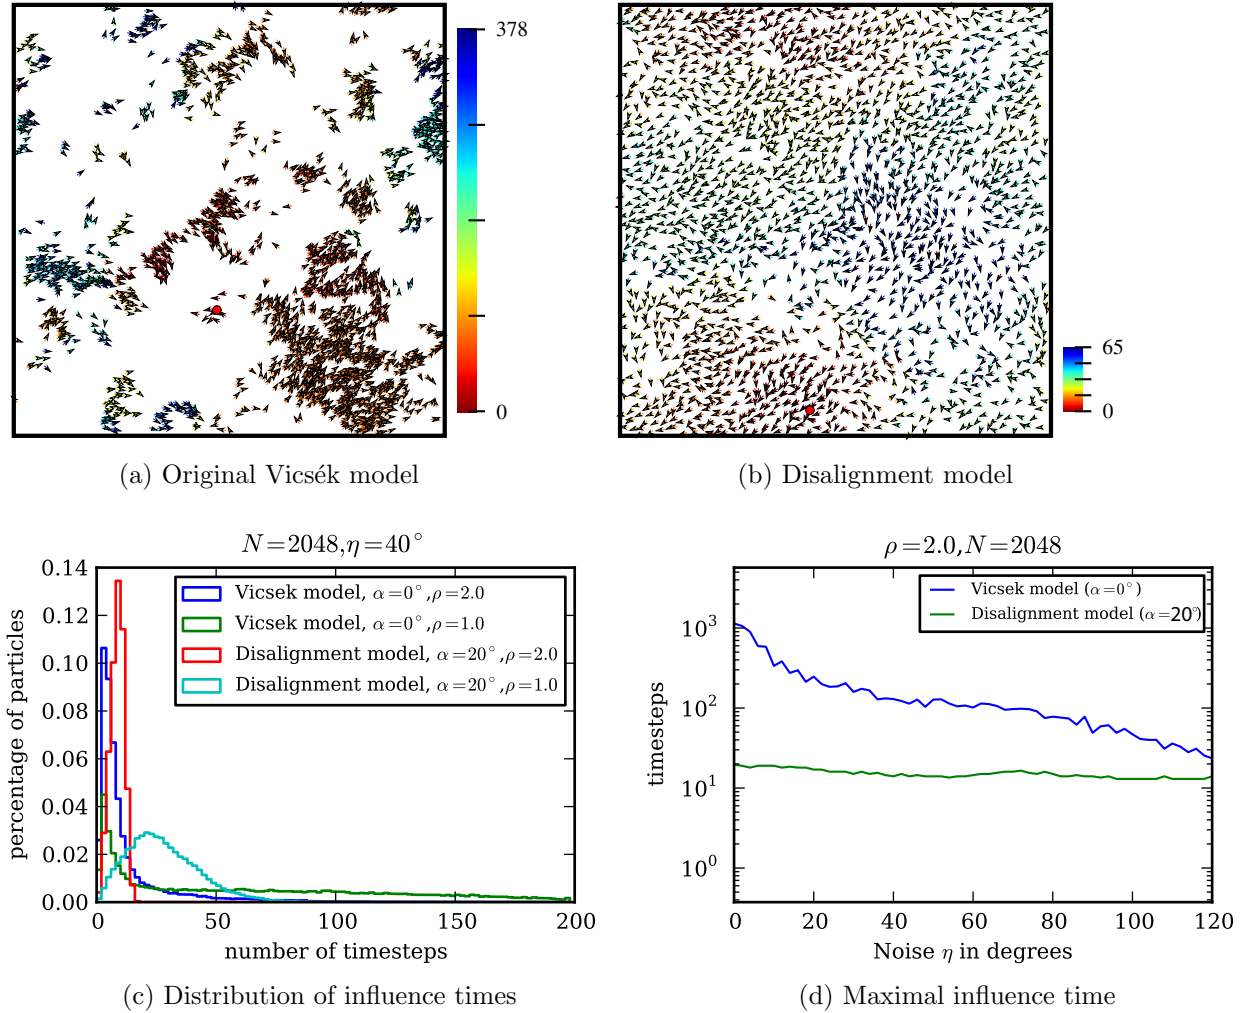 378
0
65
0
(a) Original Vicsék model
(b) Disalignment model
N=2048,η=40°
Vicsek model, α=0°,ρ=2.0
Vicsek model, α=0°,ρ=1.0
Disalignment model, α=20°,ρ=2.0
Disalignment model, α=20°,ρ=1.0
percentage of particles
0.14
0.12
0.10
0.08
0.06
0.04
0.02
0.00
0
50
100
150
200
number of timesteps
(c) Distribution of influence times
ρ=2.0,N=2048
Vicsek model (α=0°)
Disalignment model (α=20°)
timesteps
10³
10²
10¹
10⁰
0
20
40
60
80
100
120
Noise η in degrees
(d) Maximal influence time